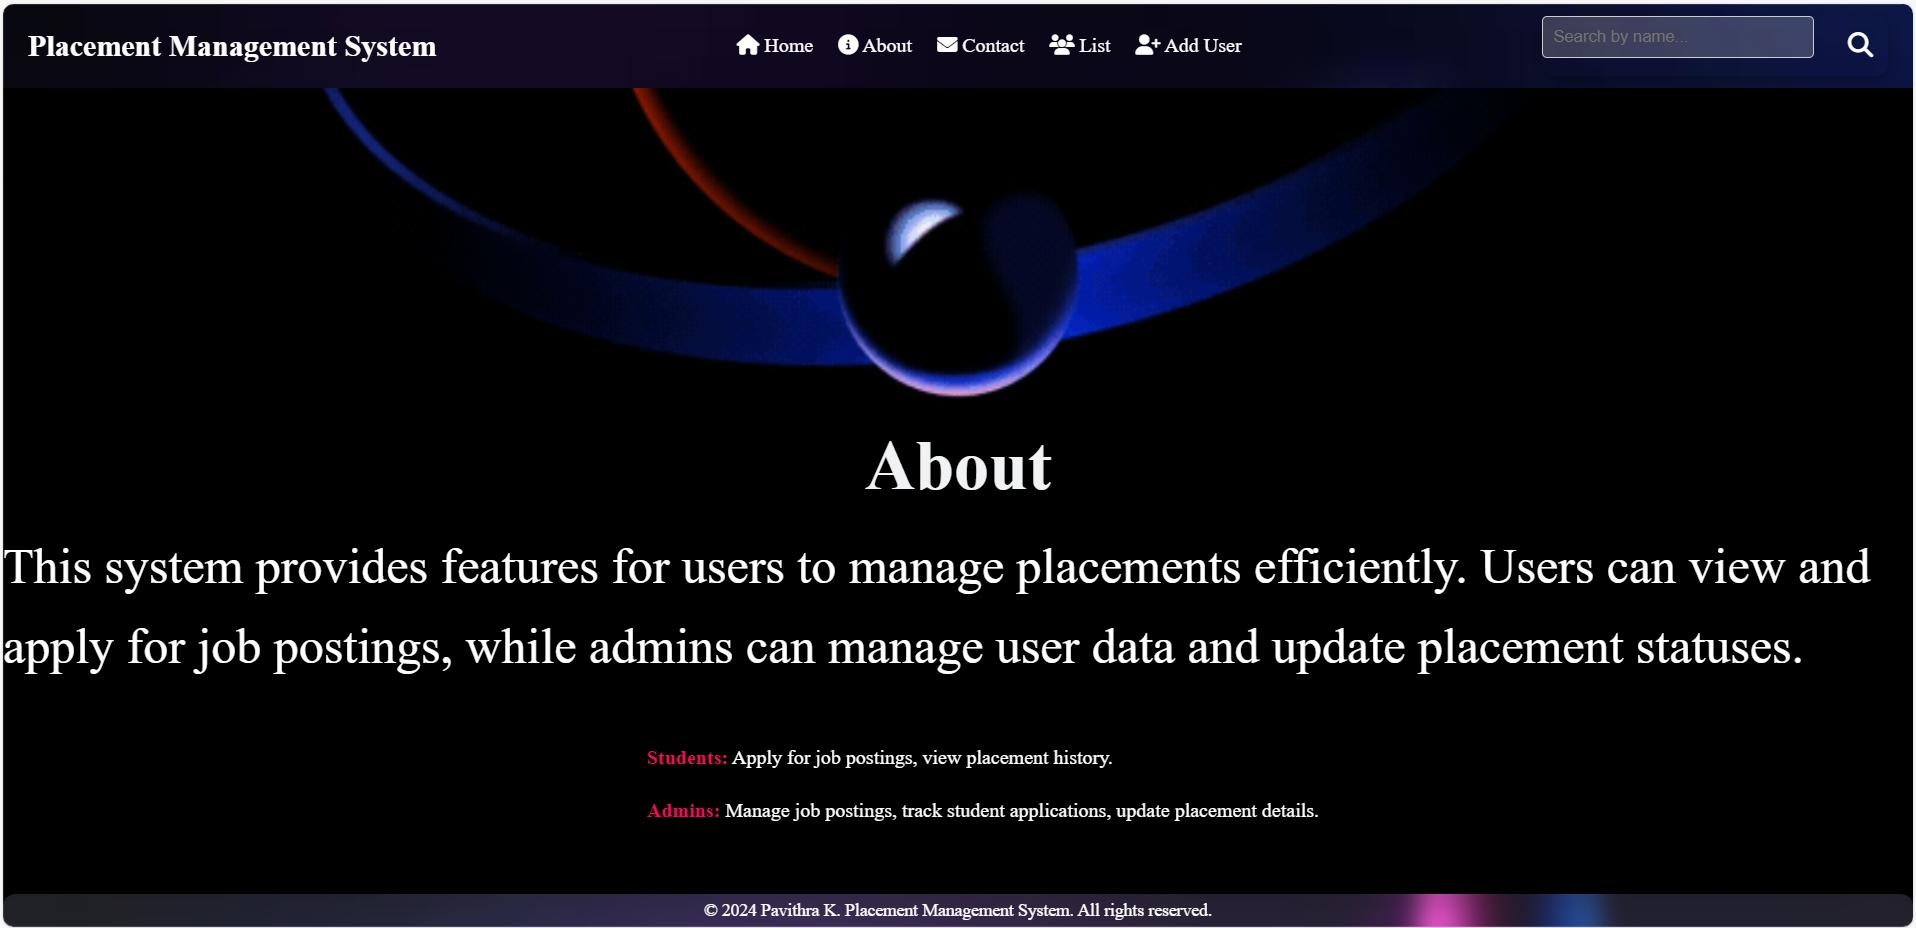 Placement Management System
Home About Contact List Add User
Search by name...
About
This system provides features for users to manage placements efficiently. Users can view and
apply for job postings, while admins can manage user data and update placement statuses.
Students: Apply for job postings, view placement history.
Admins: Manage job postings, track student applications, update placement details.
© 2024 Pavithra K. Placement Management System. All rights reserved.